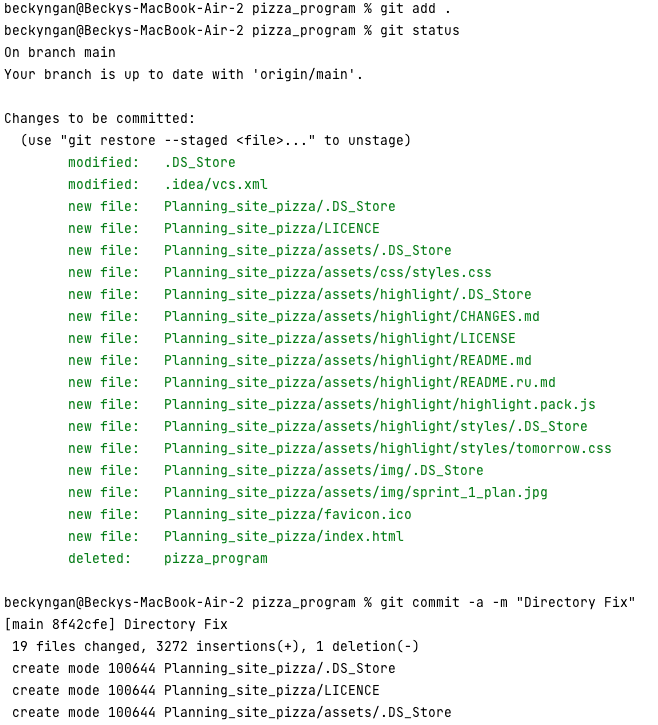 beckyngan@Beckys-MacBook-Air-2 pizza_program % git add .
beckyngan@Beckys-MacBook-Air-2 pizza_program % git status
On branch main
Your branch is up to date with 'origin/main'.
Changes to be committed:
(use "git restore --staged <file>..." to unstage)
modified:   .DS_Store
modified:   .idea/vcs.xml
new file:   Planning_site_pizza/.DS_Store
new file:   Planning_site_pizza/LICENCE
new file:   Planning_site_pizza/assets/.DS_Store
new file:   Planning_site_pizza/assets/css/styles.css
new file:   Planning_site_pizza/assets/highlight/.DS_Store
new file:   Planning_site_pizza/assets/highlight/CHANGES.md
new file:   Planning_site_pizza/assets/highlight/LICENSE
new file:   Planning_site_pizza/assets/highlight/README.md
new file:   Planning_site_pizza/assets/highlight/README.ru.md
new file:   Planning_site_pizza/assets/highlight/highlight.pack.js
new file:   Planning_site_pizza/assets/highlight/styles/.DS_Store
new file:   Planning_site_pizza/assets/highlight/styles/tomorrow.css
new file:   Planning_site_pizza/assets/img/.DS_Store
new file:   Planning_site_pizza/assets/img/sprint_1_plan.jpg
new file:   Planning_site_pizza/favicon.ico
new file:   Planning_site_pizza/index.html
deleted:    pizza_program
beckyngan@Beckys-MacBook-Air-2 pizza_program % git commit -a -m "Directory Fix"
[main 8f42cfe] Directory Fix
19 files changed, 3272 insertions(+), 1 deletion(-)
create mode 100644 Planning_site_pizza/.DS_Store
create mode 100644 Planning_site_pizza/LICENCE
create mode 100644 Planning_site_pizza/assets/.DS_Store